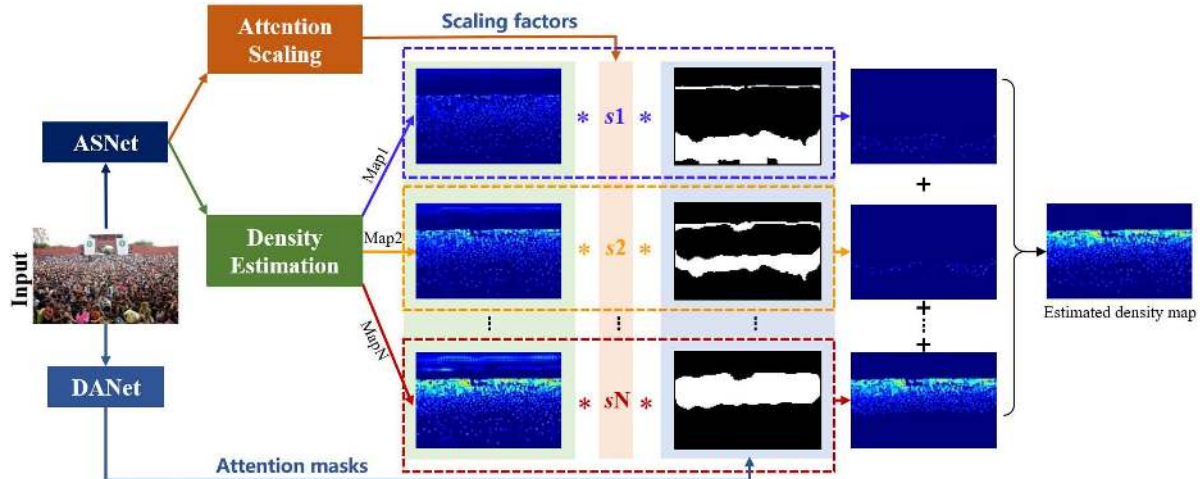 Attention
Scaling
Scaling factors
ASNet
Map1
* s1 *
+
Density
Estimation
Map2
* s2 *
Input
+
+
Estimated density map
MapN
* sN *
DANet
Attention masks